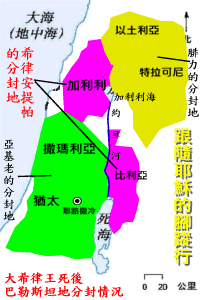 大海
(地中海)
希律安提帕
的分封地
以土利亞
特拉可尼
北
腓力的分封地
加利利
加利利海
約
旦
河
撒瑪利亞
比利亞
亞基老的分封地
猶太
耶路撒冷
死海
跟隨耶穌的腳蹤行
大希律王死後
巴勒斯坦地分封情況
0 20 公里